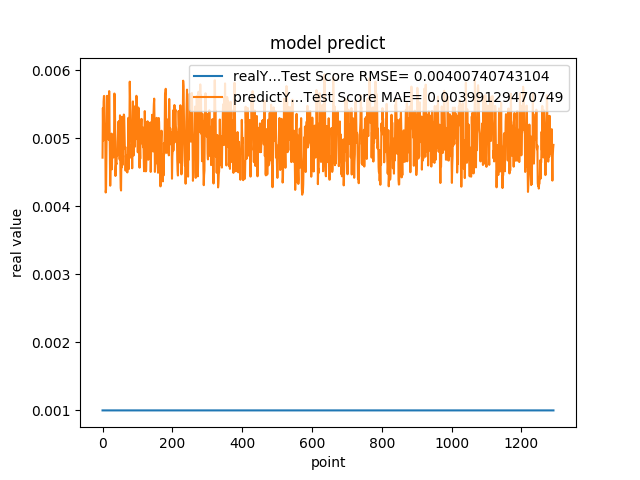 model predict
realY...Test Score RMSE= 0.00400740743104
predictY...Test Score MAE= 0.00399129470749
0.006
0.005
0.004
0.003
0.002
0.001
real value
0 200 400 600 800 1000 1200
point